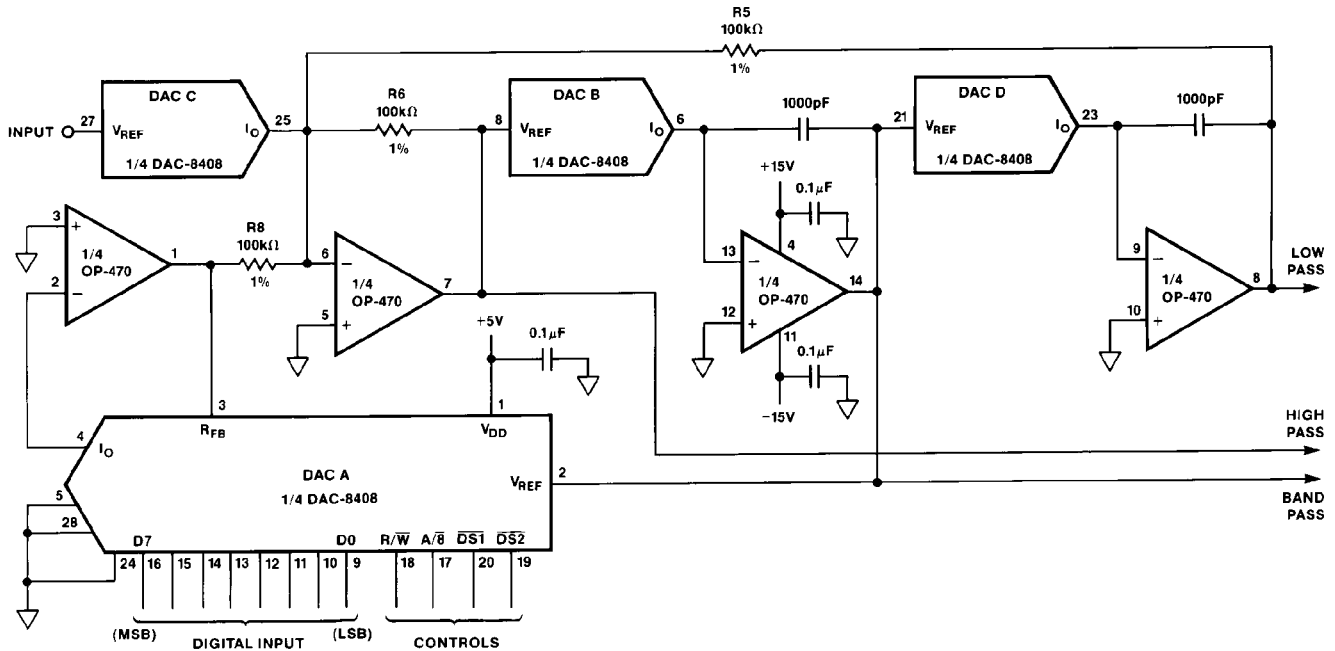 R5
100kΩ
1%
DAC C
INPUT
27
VREF
IO
25
1/4 DAC-8408
R6
100kΩ
1%
DAC B
8
VREF
IO
6
1/4 DAC-8408
1000pF
DAC D
21
VREF
IO
23
1/4 DAC-8408
1000pF
3
+
1/4
OP-470
1
2
−
R8
100kΩ
1%
6
−
1/4
OP-470
7
5
+
+15V
0.1μF
4
13
−
1/4
OP-470
14
12
+
11
0.1μF
−15V
9
−
1/4
OP-470
8
10
+
LOW
PASS
+5V
0.1μF
3
RFB
1
VDD
4
IO
DAC A
1/4 DAC-8408
VREF
2
5
28
HIGH
PASS
BAND
PASS
D7
D0
R/W̅
A/B̅
D̅S̅1̅
D̅S̅2̅
24
16
15
14
13
12
11
10
9
18
17
20
19
(MSB)
DIGITAL INPUT
(LSB)
CONTROLS